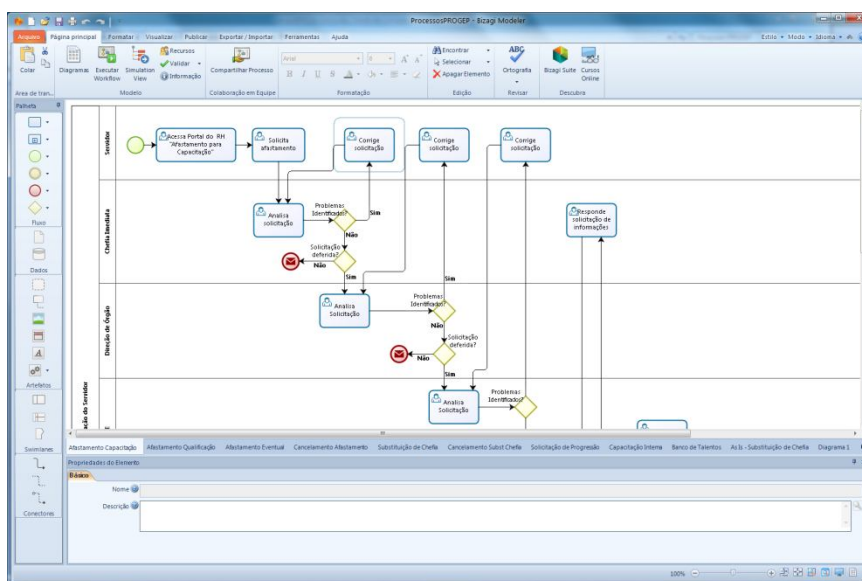 ProcessosPROGEP - Bizagi Modeler
Arquivo Página principal Formatar Visualizar Publicar Exportar / Importar Ferramentas Ajuda
Estilo Moda Idioma
Colar
Diagramas
Executar Workflow
Simulation View
Recursos
Validar
Informação
Compartilhar Processo
Arial
8
Encontrar
Selecionar
Apagar Elemento
ABC
Ortografia
Bizagi Suite
Cursos Online
Área de tran...
Modelo
Colaboração em Equipe
Formatação
Edição
Revisar
Descubra
Palheta
Fluxo
Dados
Artefatos
Swimlanes
Conectores
Servidor
Acessa Portal do RH
"Afastamento para
Capacitação"
Solicita
afastamento
Corrige
solicitação
Corrige
solicitação
Corrige
solicitação
Chefia Imediata
Analisa
solicitação
Problemas
Identificados?
Sim
Não
Solicitação
deferida?
Não
Sim
Responde
solicitação de
informações
Direção de Órgão
Analisa
Solicitação
Problemas
Identificados?
Sim
Não
Solicitação
deferida?
Não
Sim
ação do Servidor
Analisa
Solicitação
Problemas
Identificados?
Afastamento Capacitação Afastamento Qualificação Afastamento Eventual Cancelamento Afastamento Substituição de Chefia Cancelamento Subst Chefia Solicitação de Progressão Capacitação Interna Banco de Talentos As Is - Substituição de Chefia Diagrama 1
Propriedades do Elemento
Básico
Nome
Descrição
100%